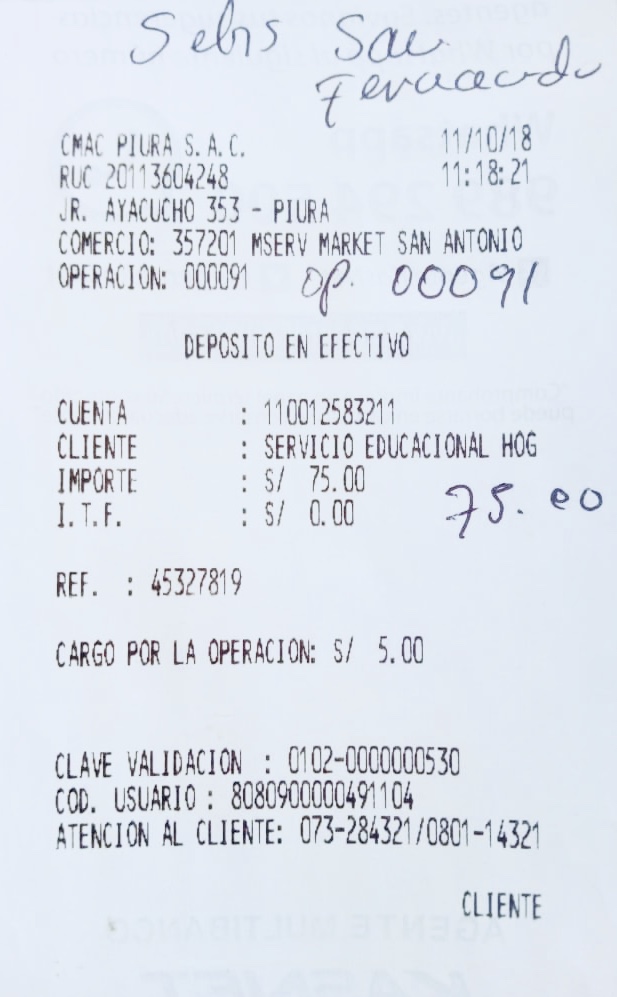 Sebis San
Fernando
CMAC PIURA S.A.C. 11/10/18
RUC 20113604248 11:18:21
JR. AYACUCHO 353 - PIURA
COMERCIO: 357201 MSERV MARKET SAN ANTONIO
OPERACION: 000091 op. 00091
DEPOSITO EN EFECTIVO
CUENTA : 110012583211
CLIENTE : SERVICIO EDUCACIONAL HOG
IMPORTE : S/ 75.00
I.T.F. : S/ 0.00 75.00
REF. : 45327819
CARGO POR LA OPERACION: S/ 5.00
CLAVE VALIDACION : 0102-0000000530
COD. USUARIO : 8080900000491104
ATENCION AL CLIENTE: 073-284321/0801-14321
CLIENTE
AGENTE MULTIBANCO
KASNET